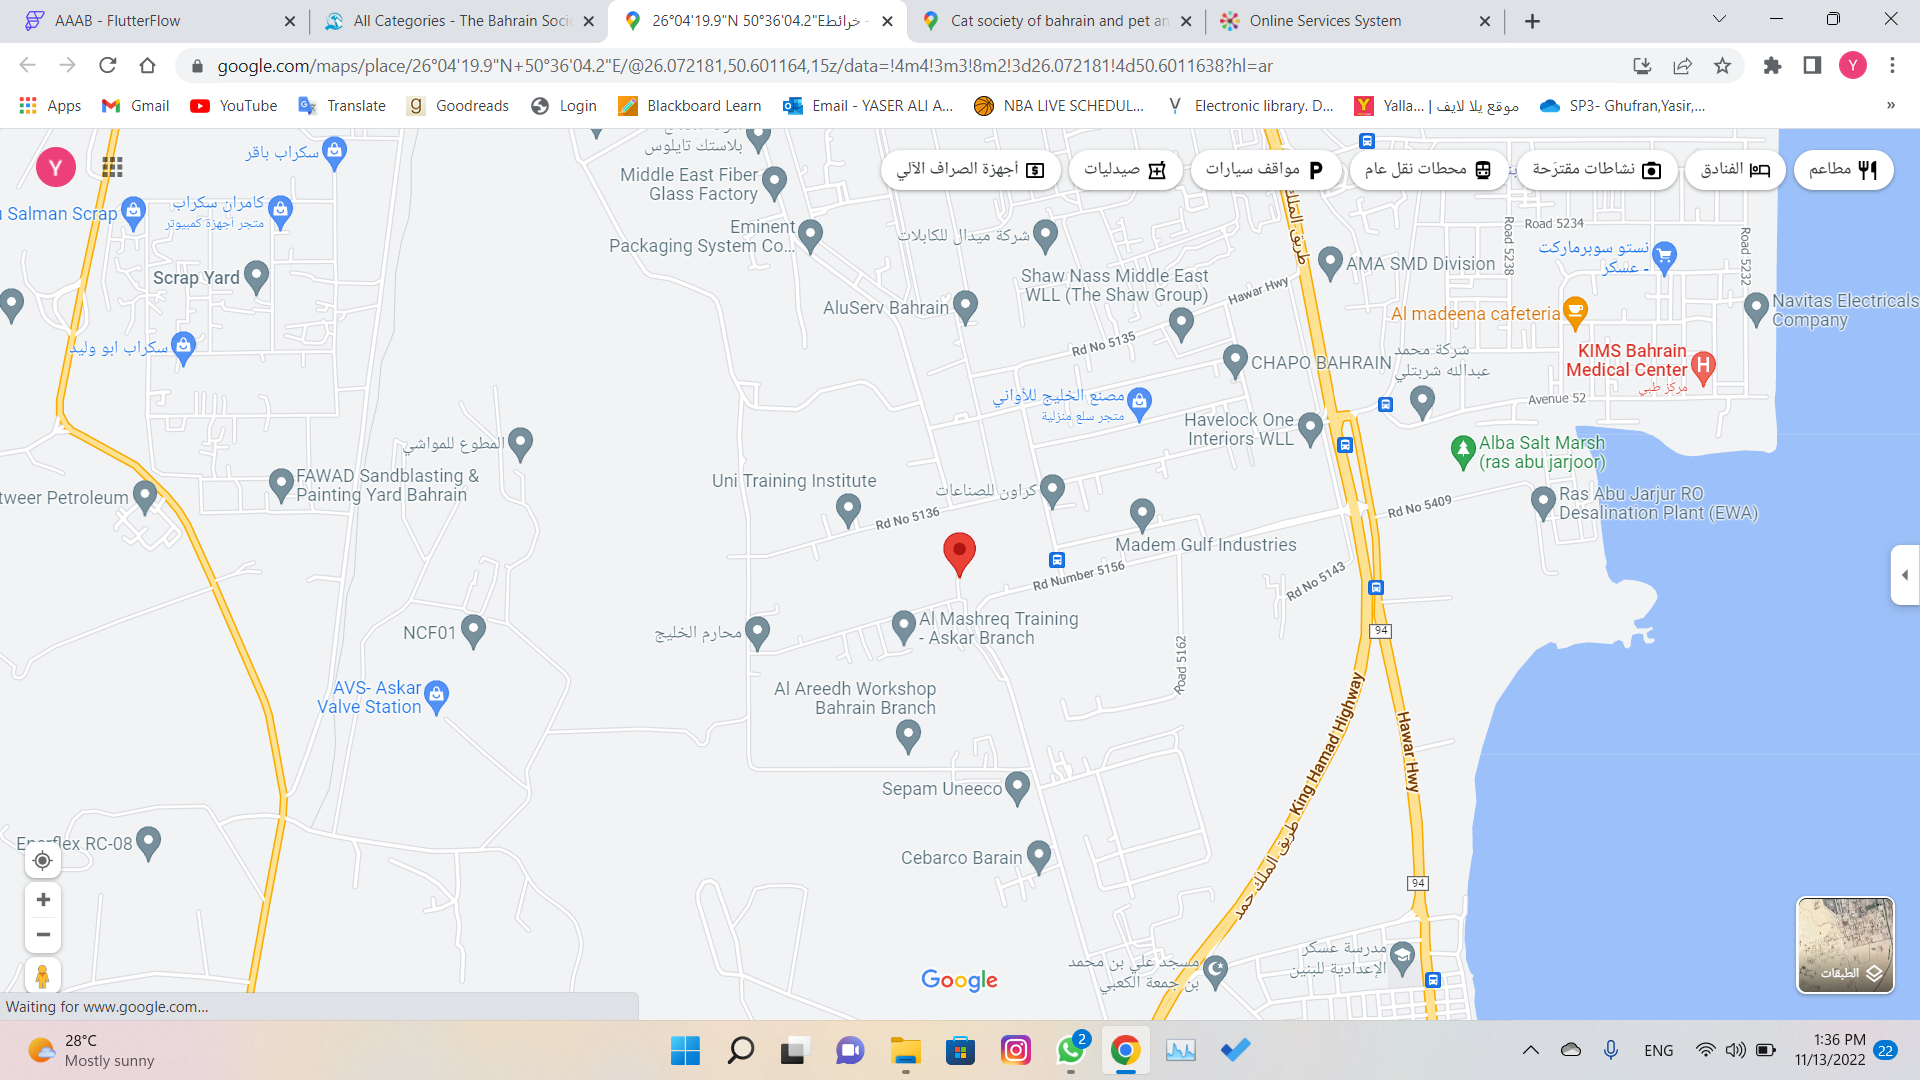 AAAB - FlutterFlow
All Categories - The Bahrain Socie
26°04'19.9"N 50°36'04.2"E - خرائط
Cat society of bahrain and pet an
Online Services System
google.com/maps/place/26°04'19.9"N+50°36'04.2"E/@26.072181,50.601164,15z/data=!4m4!3m3!8m2!3d26.072181!4d50.6011638?hl=ar
Y
Apps
Gmail
YouTube
Translate
Goodreads
Login
Blackboard Learn
Email - YASER ALI A...
NBA LIVE SCHEDUL...
Electronic library. D...
موقع يلا لايف | Yalla...
SP3- Ghufran,Yasir,...
»
Y
أجهزة الصراف الآلي
صيدليات
مواقف سيارات
محطات نقل عام
نشاطات مقترَحة
الفنادق
مطاعم
سكراب باقر
بلاستك تايلوس
Middle East Fiber
Glass Factory
Salman Scrap
كامران سكراب
متجر أجهزة كمبيوتر
Eminent
Packaging System Co...
شركة ميدال للكابلات
طريق الملك
Road 5234
Road 5238
Road 5232
نستو سوبرماركت
- عسكر
AMA SMD Division
Scrap Yard
Shaw Nass Middle East
WLL (The Shaw Group)
Hawar Hwy
AluServ Bahrain
Al madeena cafeteria
Navitas Electricals
Company
سكراب ابو وليد
Rd No 5135
CHAPO BAHRAIN
شركة محمد
عبدالله شربتلي
KIMS Bahrain
Medical Center
مركز طبي
مصنع الخليج للأواني
متجر سلع منزلية
Avenue 52
Havelock One
Interiors WLL
المطوع للمواشي
Alba Salt Marsh
(ras abu jarjoor)
FAWAD Sandblasting &
Painting Yard Bahrain
tweer Petroleum
Uni Training Institute
كراون للصناعات
Rd No 5136
Rd No 5409
Ras Abu Jarjur RO
Desalination Plant (EWA)
Madem Gulf Industries
Rd Number 5156
Rd No 5143
NCF01
محارم الخليج
Al Mashreq Training
- Askar Branch
94
Road 5162
AVS- Askar
Valve Station
Al Areedh Workshop
Bahrain Branch
طريق الملك حمد King Hamad Highway
Hawar Hwy
Sepam Uneeco
Enerflex RC-08
Cebarco Barain
94
مسجد علي بن محمد
بن جمعة الكعبي
مدرسة عسكر
الإعدادية للبنين
الطبقات
Google
Waiting for www.google.com...
28°C
Mostly sunny
2
ENG
1:36 PM
11/13/2022
22